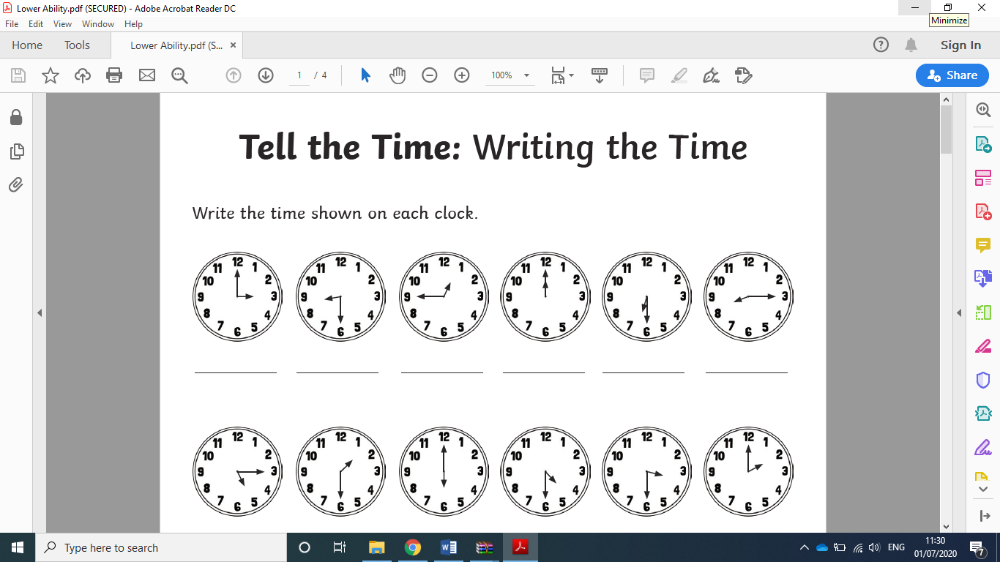 Lower Ability.pdf (SECURED) - Adobe Acrobat Reader DC
Minimize
File Edit View Window Help
Home Tools Lower Ability.pdf (S... × Sign In
1 / 4 100% Share
Tell the Time: Writing the Time
Write the time shown on each clock.
12 1 2 3 4 5 6 7 8 9 10 11
12 1 2 3 4 5 6 7 8 9 10 11
12 1 2 3 4 5 6 7 8 9 10 11
12 1 2 3 4 5 6 7 8 9 10 11
12 1 2 3 4 5 6 7 8 9 10 11
12 1 2 3 4 5 6 7 8 9 10 11
12 1 2 3 4 5 6 7 8 9 10 11
12 1 2 3 4 5 6 7 8 9 10 11
12 1 2 3 4 5 6 7 8 9 10 11
12 1 2 3 4 5 6 7 8 9 10 11
12 1 2 3 4 5 6 7 8 9 10 11
12 1 2 3 4 5 6 7 8 9 10 11
Type here to search ENG 11:30
01/07/2020 7